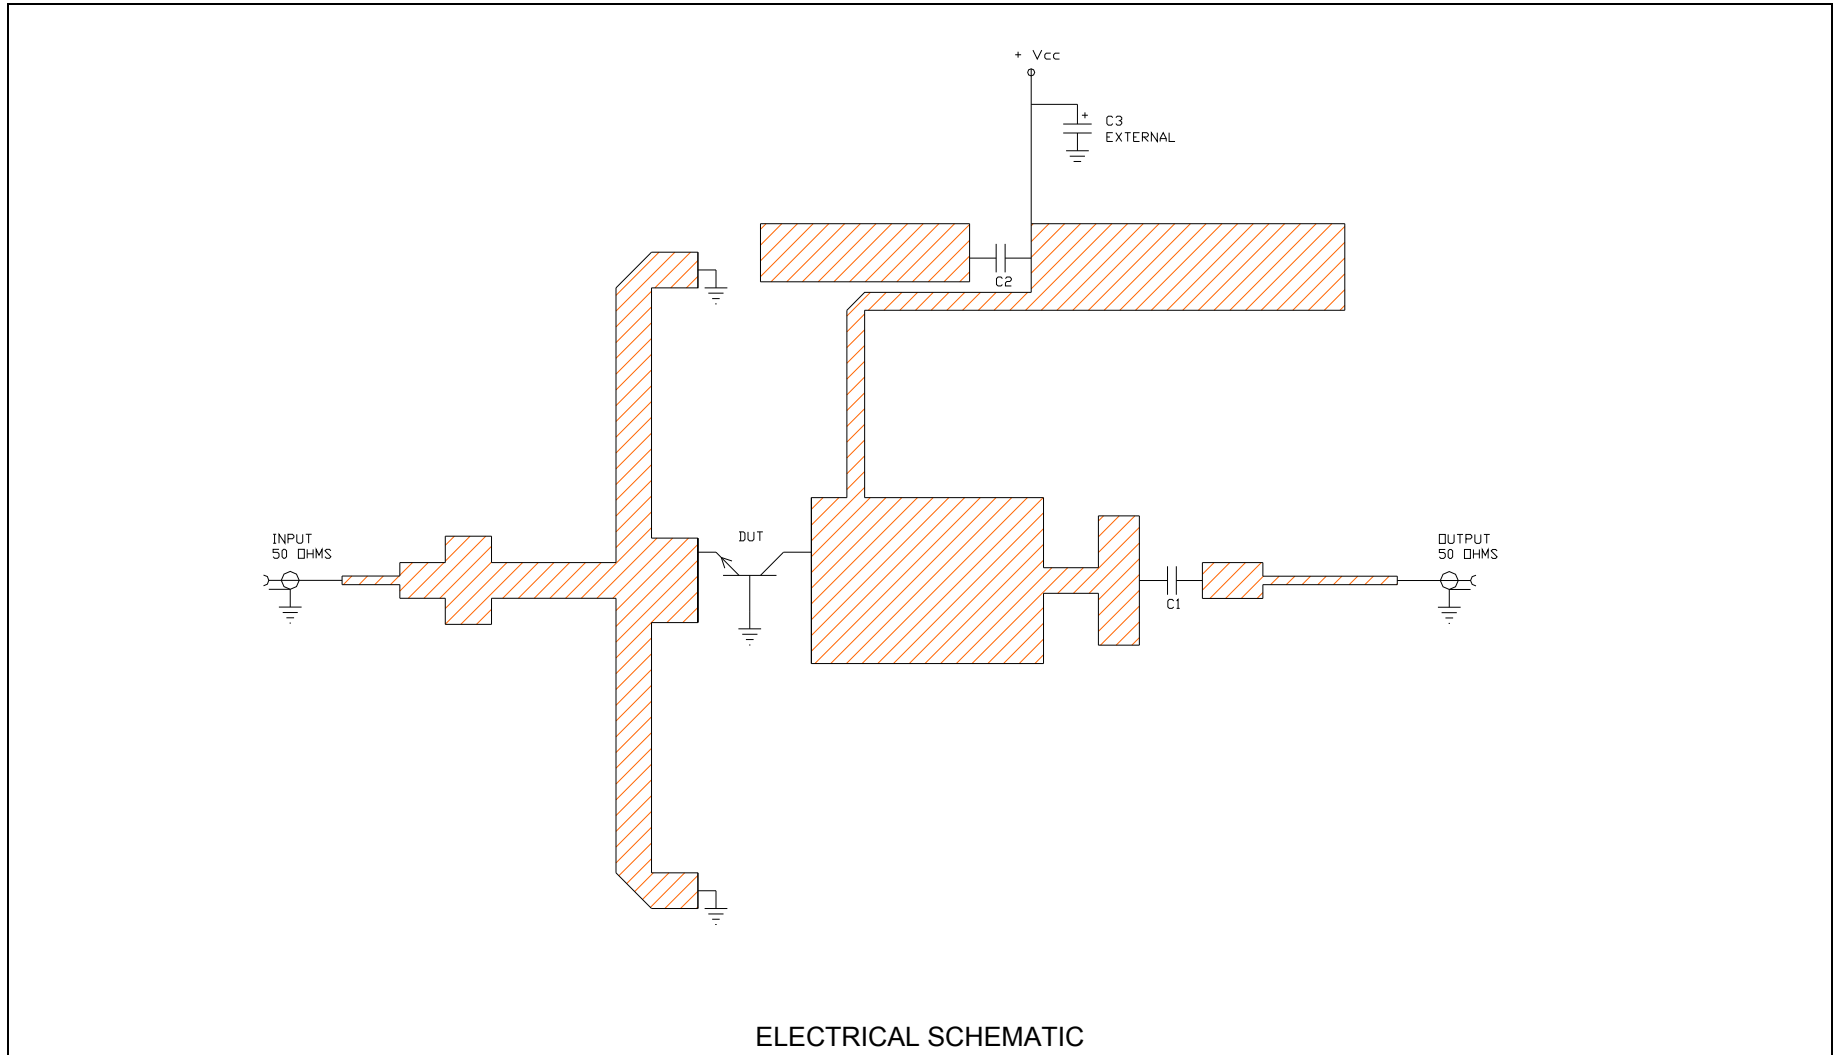 + Vcc
+ C3
EXTERNAL
C2
INPUT
50 OHMS
DUT
C1
OUTPUT
50 OHMS
ELECTRICAL SCHEMATIC